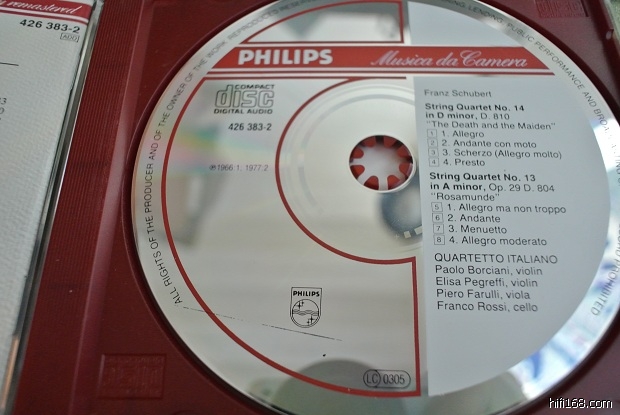 remastered
426 383-2
ADD
LENDING, PUBLIC PERFORMANCE AND
PHILIPS
Musica da Camera
COMPACT
disc
DIGITAL AUDIO
426 383-2
℗1966 1; 1977 2
Franz Schubert
String Quartet No. 14
in D minor, D. 810
"The Death and the Maiden"
1 1. Allegro
2 2. Andante con moto
3 3. Scherzo (Allegro molto)
4 4. Presto
String Quartet No. 13
in A minor, Op. 29 D. 804
"Rosamunde"
5 1. Allegro ma non troppo
6 2. Andante
7 3. Menuetto
8 4. Allegro moderato
QUARTETTO ITALIANO
Paolo Borciani, violin
Elisa Pegreffi, violin
Piero Farulli, viola
Franco Rossi, cello
PHILIPS
LC 0305
ALL RIGHTS OF THE PRODUCER AND OF THE OWNER OF THE WORK REPRODUCED RESERVED
hifi168.com